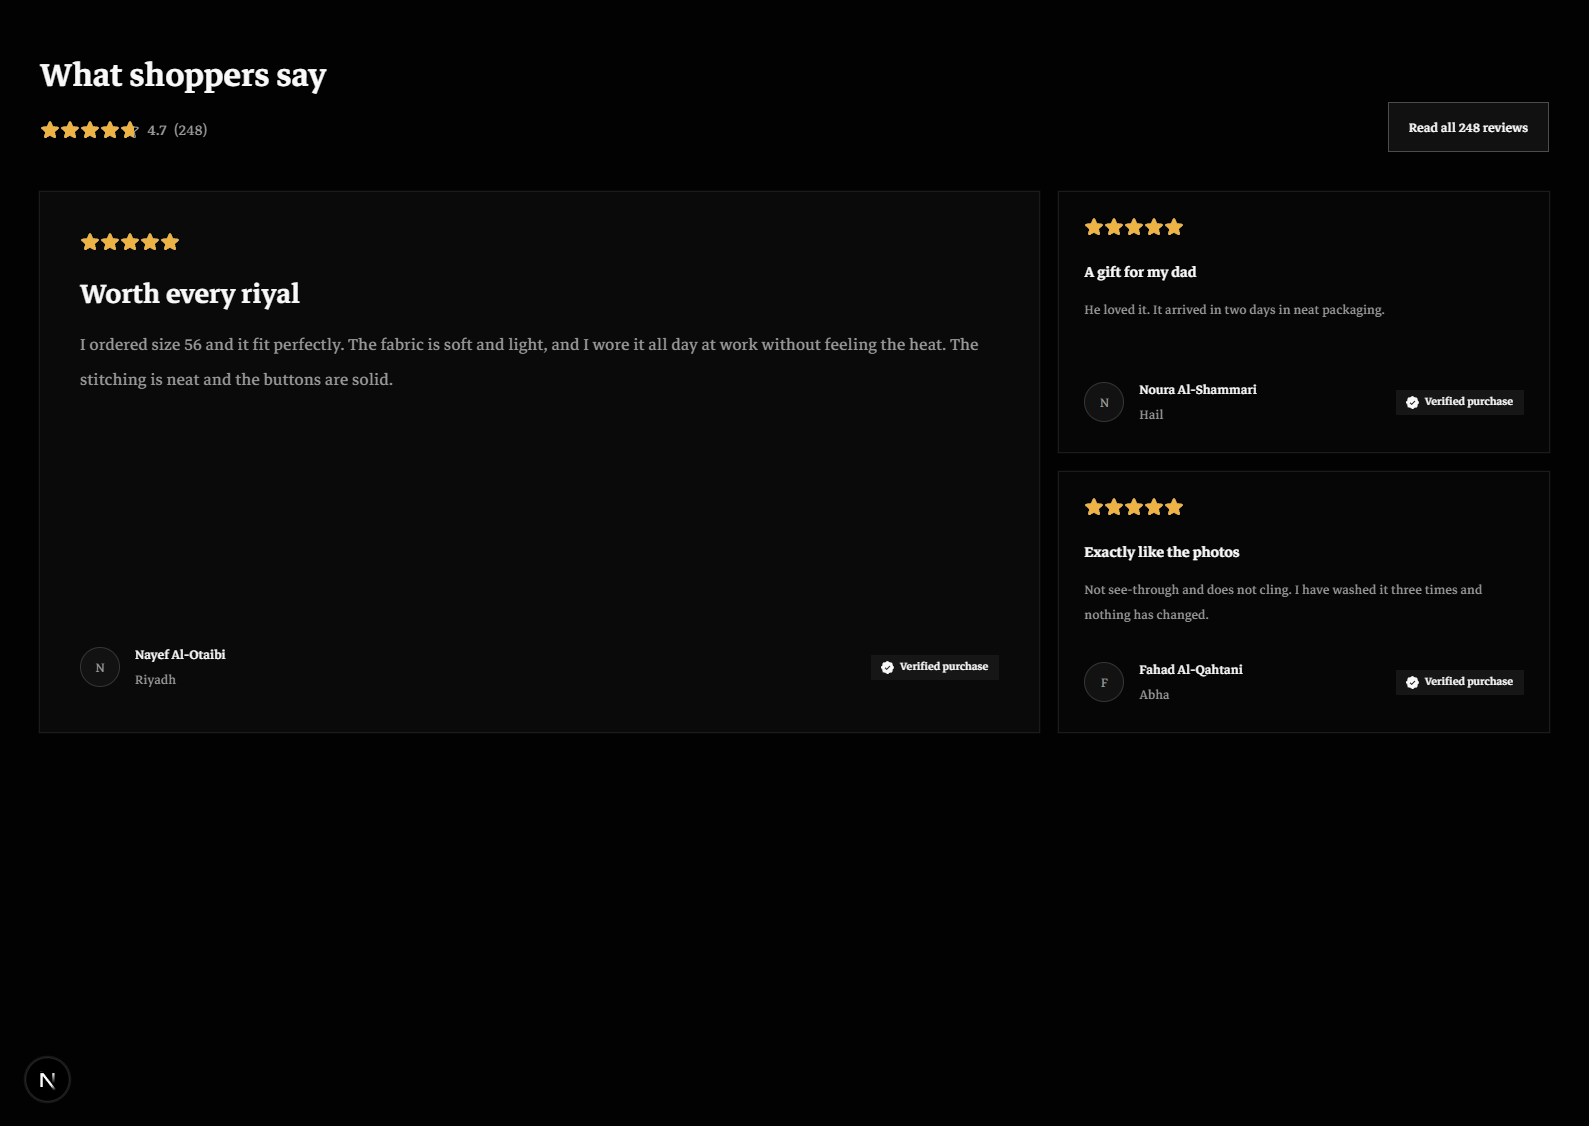 What shoppers say
4.7 (248)
Read all 248 reviews
Worth every riyal
I ordered size 56 and it fit perfectly. The fabric is soft and light, and I wore it all day at work without feeling the heat. The
stitching is neat and the buttons are solid.
N
Nayef Al-Otaibi
Riyadh
Verified purchase
A gift for my dad
He loved it. It arrived in two days in neat packaging.
N
Noura Al-Shammari
Hail
Verified purchase
Exactly like the photos
Not see-through and does not cling. I have washed it three times and
nothing has changed.
F
Fahad Al-Qahtani
Abha
Verified purchase
N